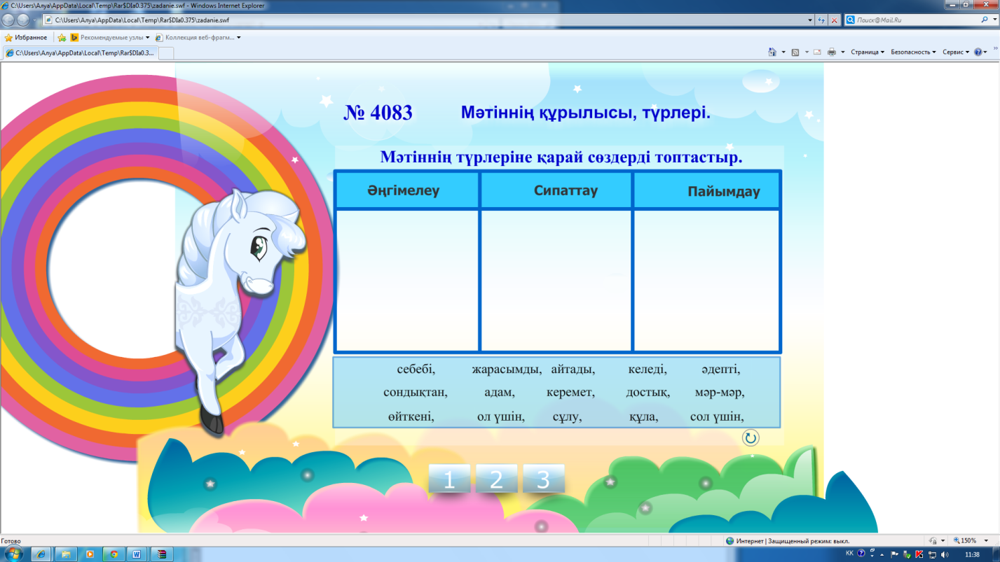 C:\Users\Алуа\AppData\Local\Temp\Rar$DIa0.375\zadanie.swf - Windows Internet Explorer
C:\Users\Алуа\AppData\Local\Temp\Rar$DIa0.375\zadanie.swf
Поиск@Mail.Ru
Избранное Рекомендуемые узлы Коллекция веб-фрагм...
C:\Users\Алуа\AppData\Local\Temp\Rar$DIa0.3...
Страница Безопасность Сервис
№ 4083 Мәтіннің құрылысы, түрлері.
Мәтіннің түрлеріне қарай сөздерді топтастыр.
Әңгімелеу Сипаттау Пайымдау
себебі, жарасымды, айтады, келеді, әдепті,
сондықтан, адам, керемет, достық, мәр-мәр,
өйткені, ол үшін, сұлу, құла, сол үшін,
1 2 3
Готово
Интернет | Защищенный режим: выкл.
150%
KK
11:38